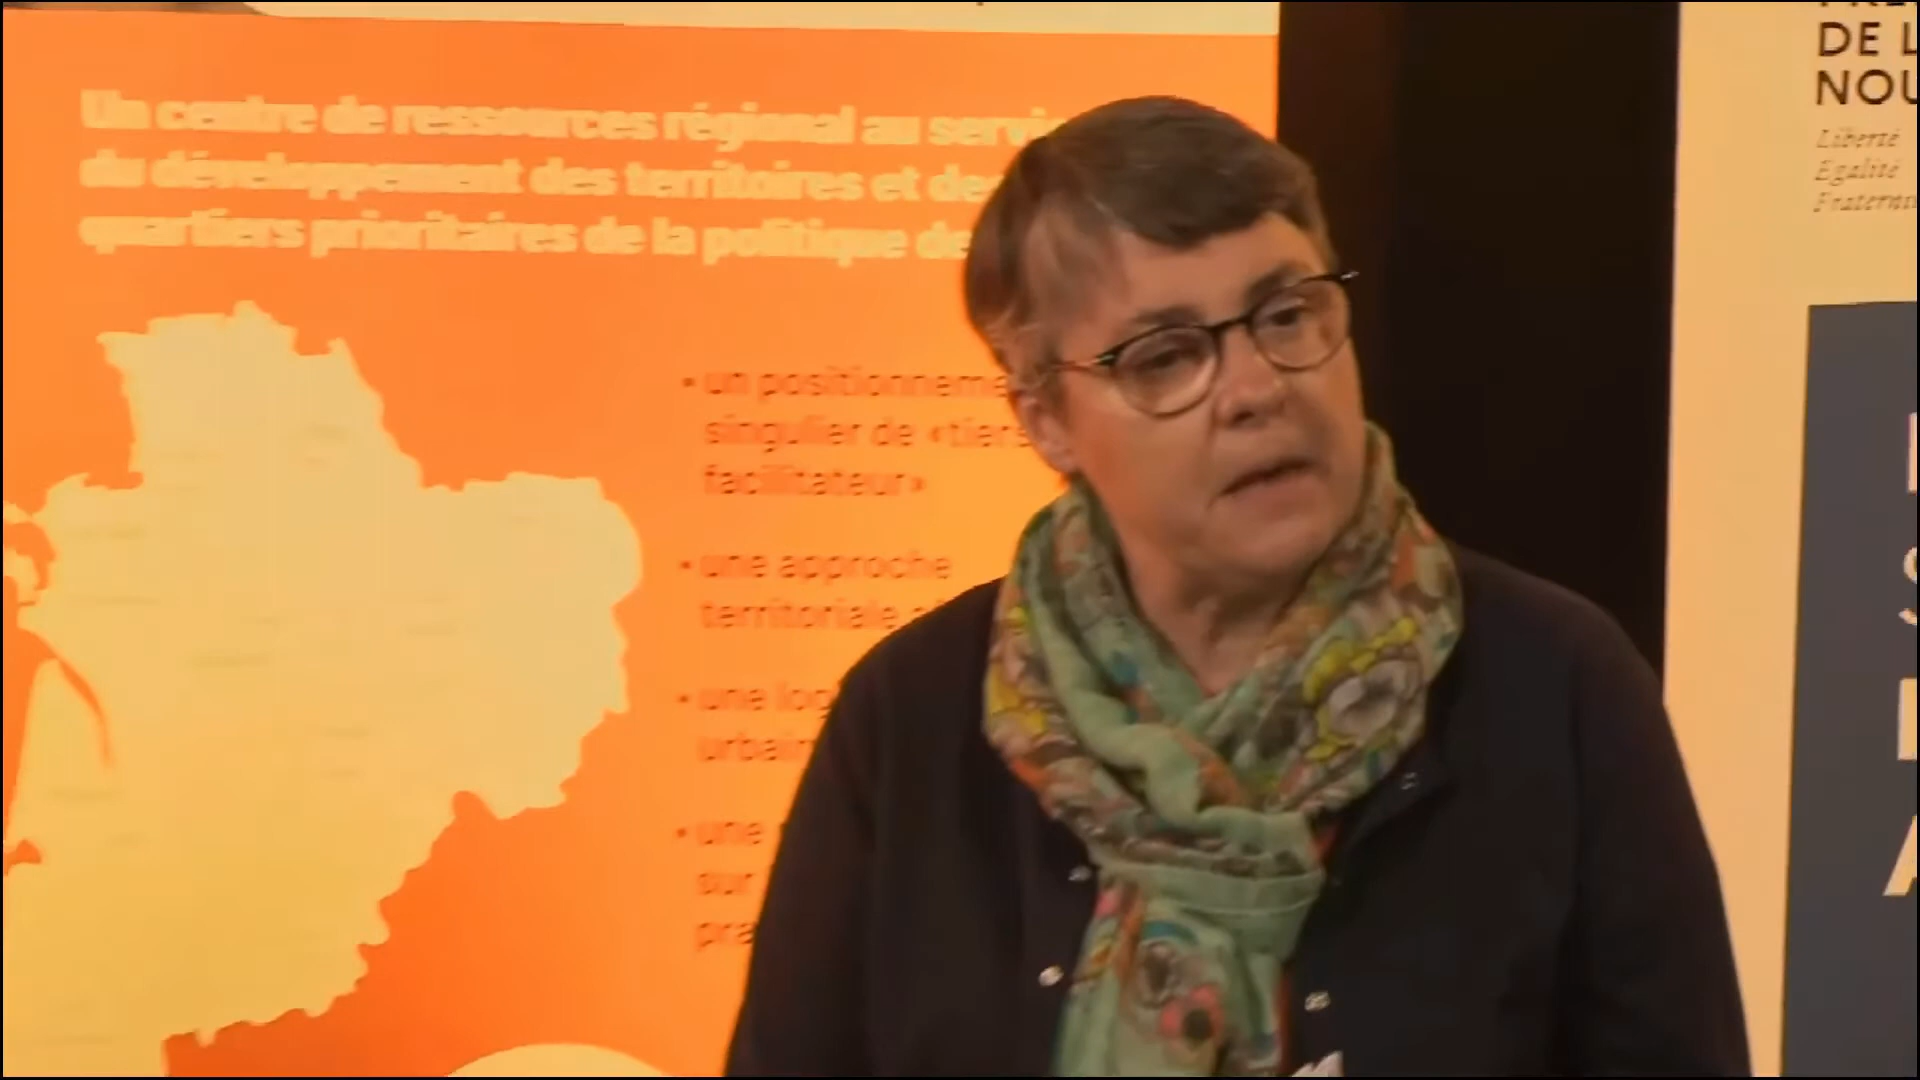 Un centre de ressources régional au servi
du développement des territoires et de
quartiers prioritaires de la politique de
• un positionneme
singulier de «tiers
facilitateur»
• une approche
territoriale
• une log
urbain
• une
sur
pra
DE L
NOU
Liberté
Egalité
Fraternit